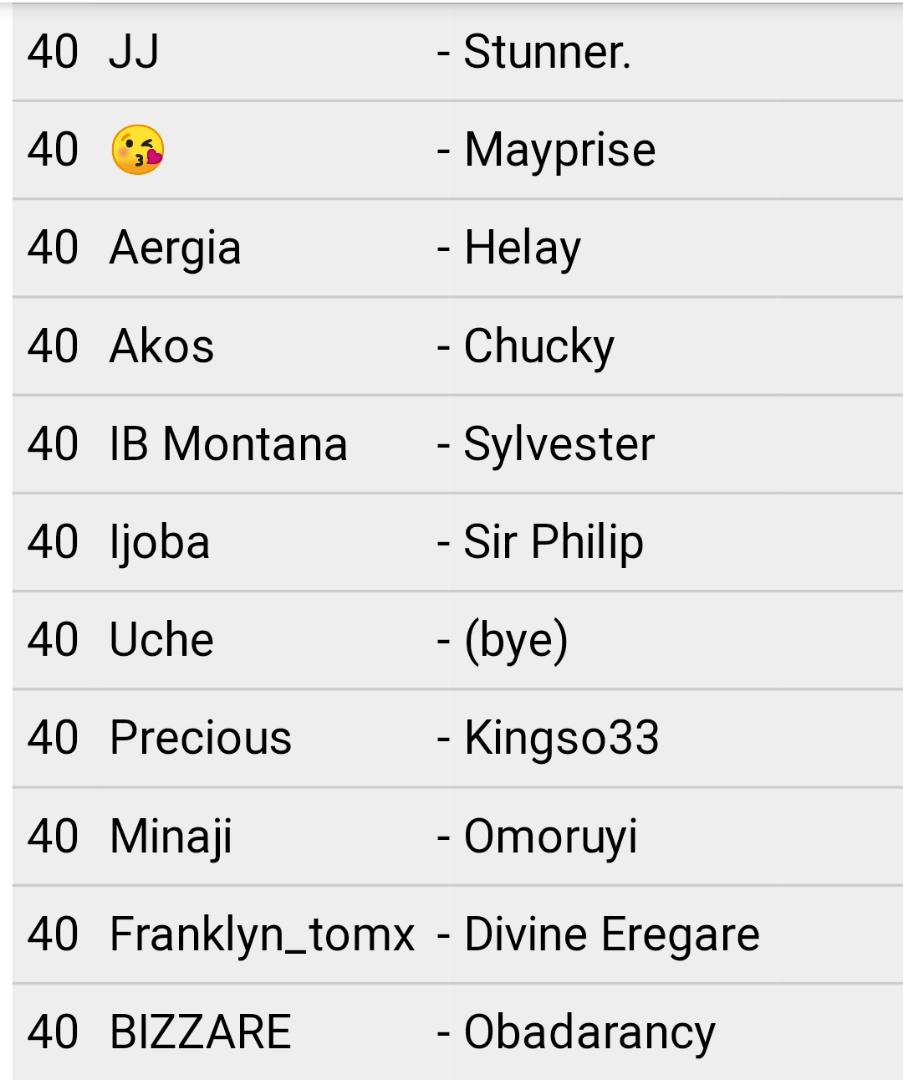 40 JJ - Stunner.
40 😘 - Mayprise
40 Aergia - Helay
40 Akos - Chucky
40 IB Montana - Sylvester
40 Ijoba - Sir Philip
40 Uche - (bye)
40 Precious - Kingso33
40 Minaji - Omoruyi
40 Franklyn_tomx - Divine Eregare
40 BIZZARE - Obadarancy